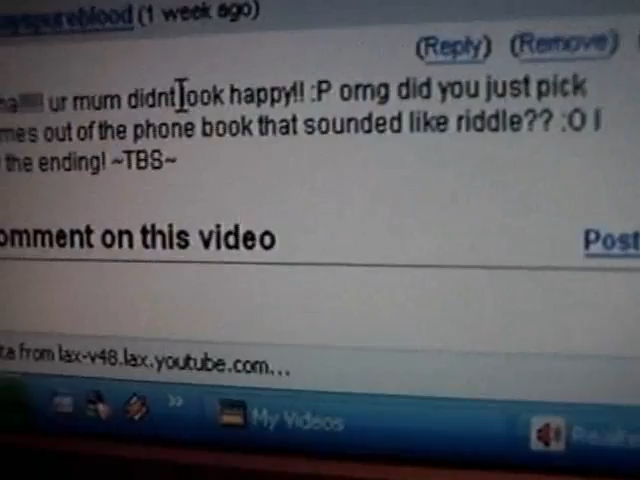 (1 week ago)
(Reply) (Remove)
ur mum didnt look happy!! :P omg did you just pick
mes out of the phone book that sounded like riddle?? :O I
the ending! ~TBS~
omment on this video
Post
ta from lax-v48.lax.youtube.com...
» My Videos